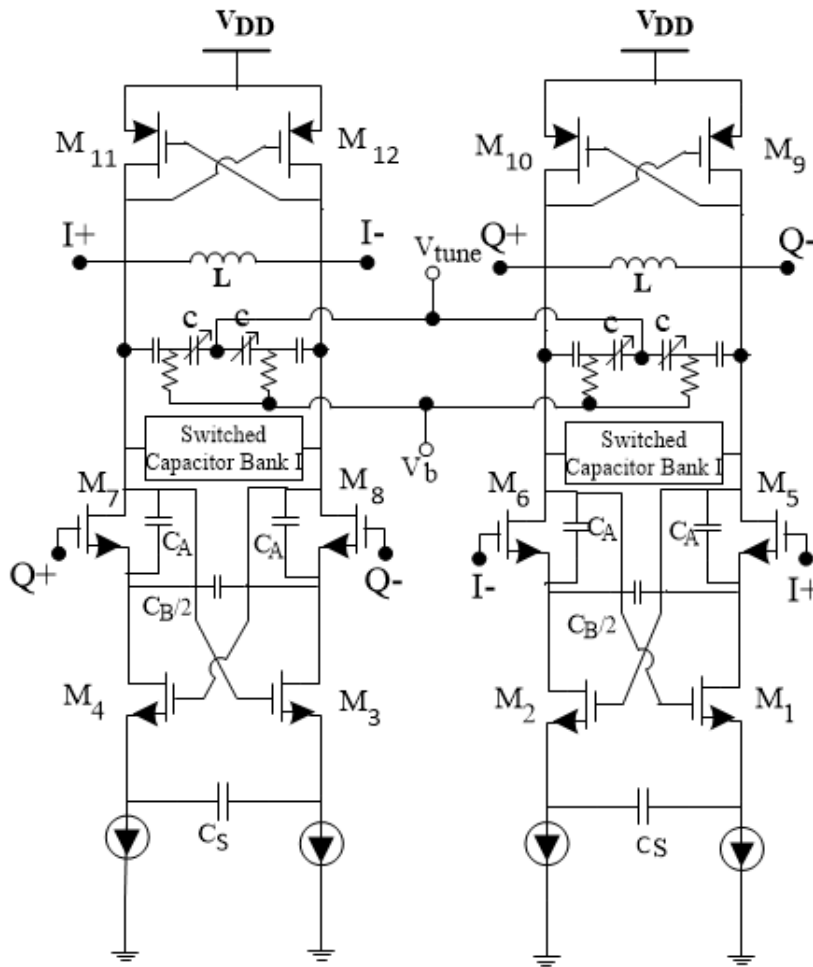 VDD VDD
M11 M12 M10 M9
I+ I- Q+ Q-
L Vtune L
C C C C
Switched Capacitor Bank I
Vb
Switched Capacitor Bank I
M7 M8 M6 M5
CA CA CA CA
Q+ Q- I- I+
CB/2 CB/2
M4 M3 M2 M1
CS CS